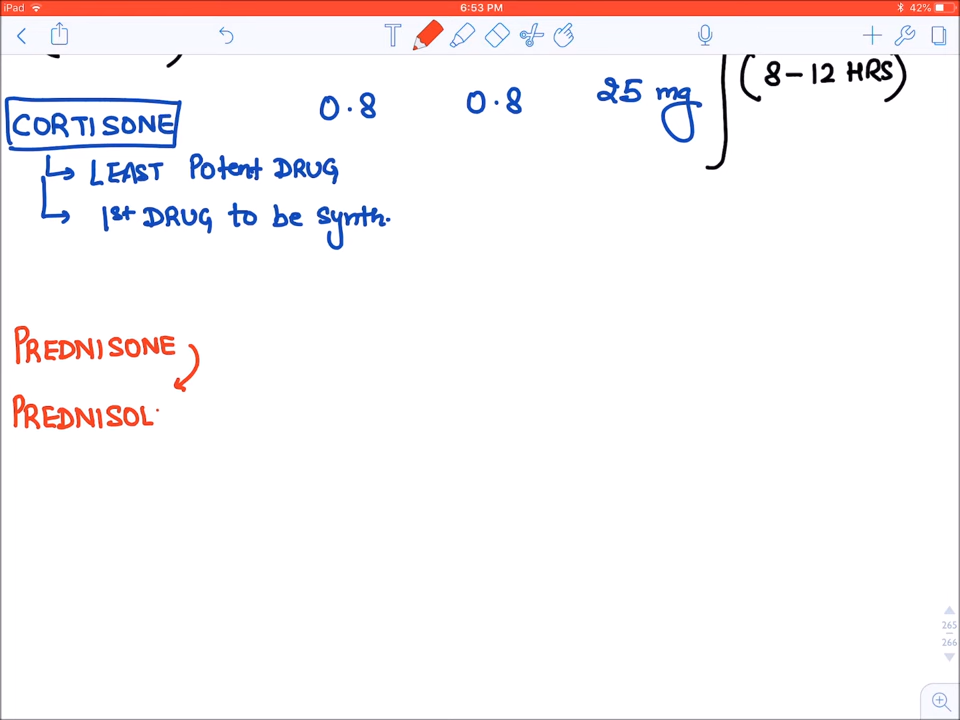 iPad 6:53 PM 42%
T
(8-12 HRS)
CORTISONE 0.8 0.8 25 mg
↳ LEAST Potent DRUG
↳ 1st DRUG to be synth.
PREDNISONE
PREDNISOL
265
266